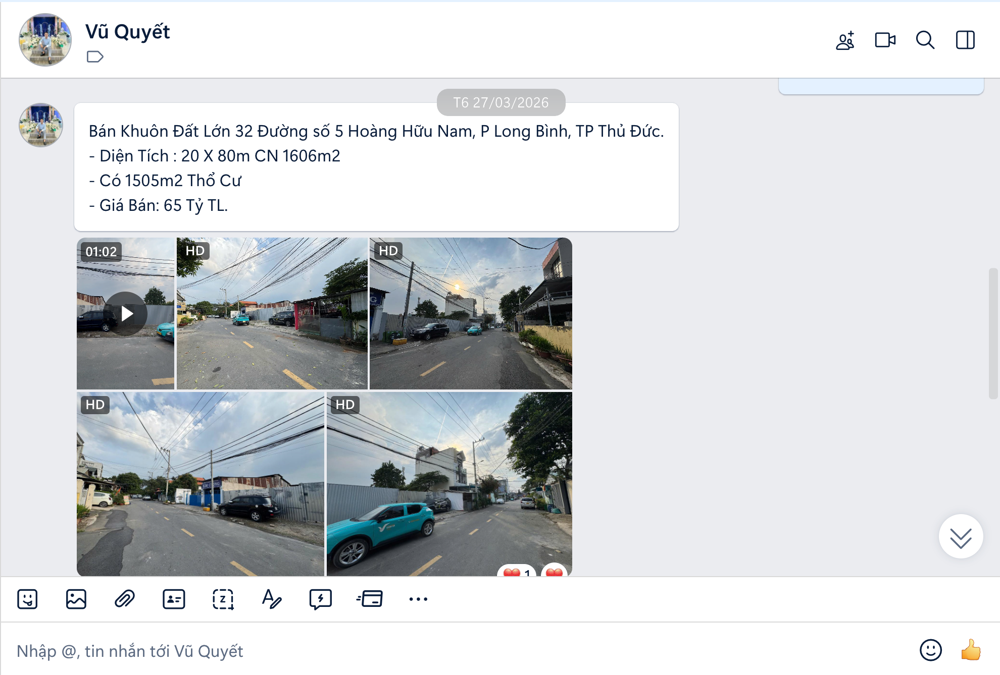 Vũ Quyết
T6 27/03/2026
Bán Khuôn Đất Lớn 32 Đường số 5 Hoàng Hữu Nam, P Long Bình, TP Thủ Đức.
- Diện Tích : 20 X 80m CN 1606m2
- Có 1505m2 Thổ Cư
- Giá Bán: 65 Tỷ TL.
01:02
HD
HD
HD
HD
1
Z
Nhập @, tin nhắn tới Vũ Quyết